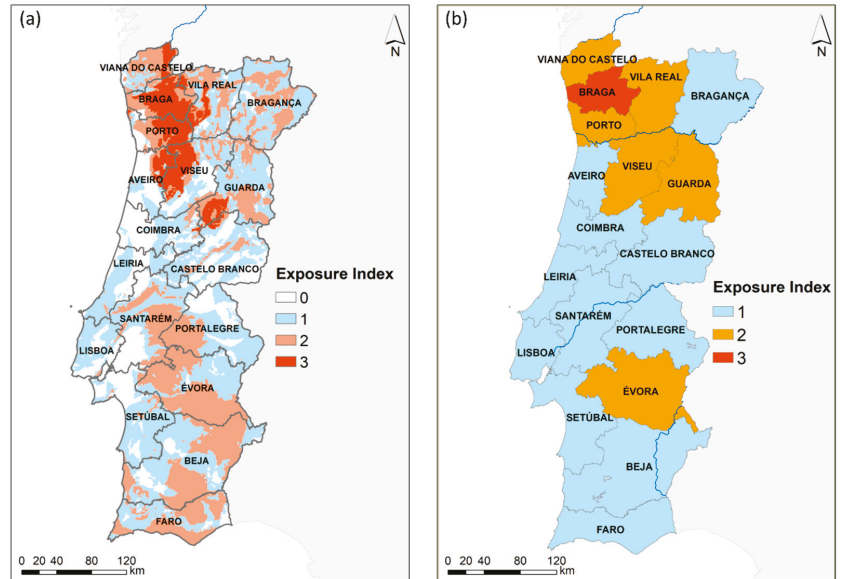 (a)
N
VIANA DO CASTELO
VILA REAL
BRAGA
BRAGANÇA
PORTO
VISEU
AVEIRO
GUARDA
COIMBRA
LEIRIA
CASTELO BRANCO
Exposure Index
0
1
2
3
SANTARÉM
PORTALEGRE
LISBOA
ÉVORA
SETÚBAL
BEJA
FARO
0 20 40 80 120
km
(b)
N
VIANA DO CASTELO
VILA REAL
BRAGA
BRAGANÇA
PORTO
VISEU
AVEIRO
GUARDA
COIMBRA
CASTELO BRANCO
LEIRIA
Exposure Index
1
2
3
SANTARÉM
PORTALEGRE
LISBOA
ÉVORA
SETÚBAL
BEJA
FARO
0 20 40 80 120
km